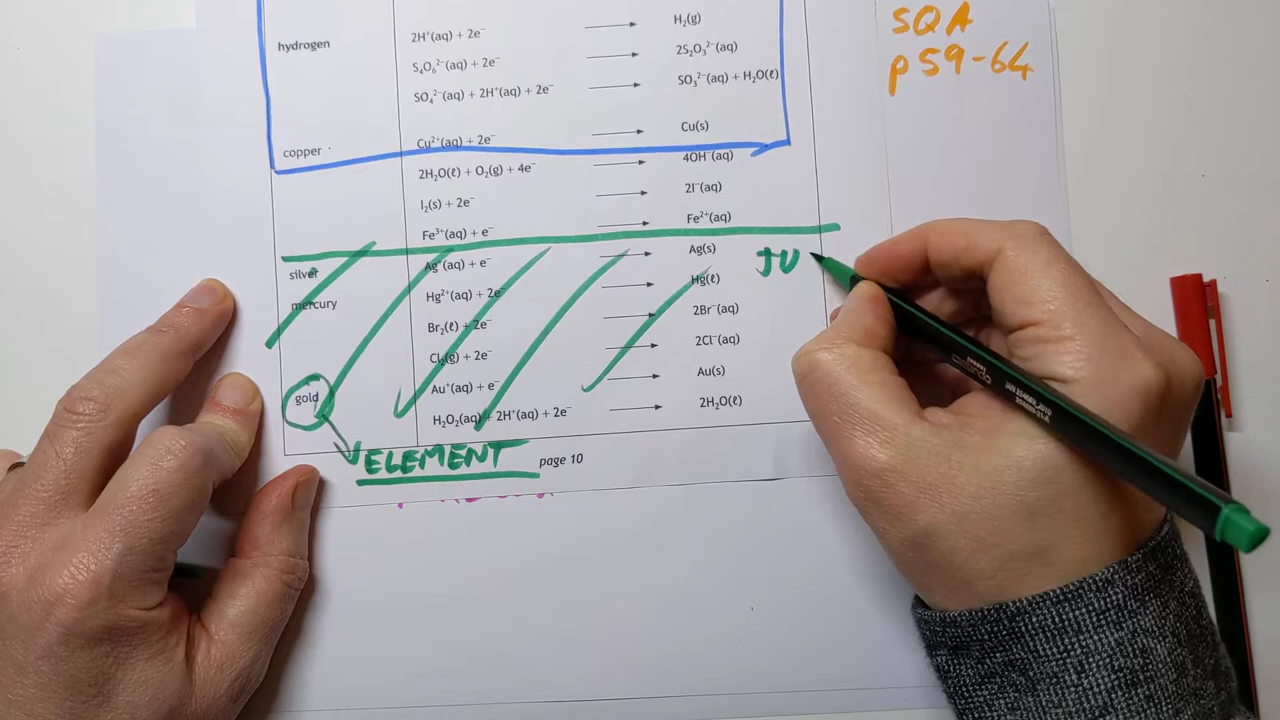 SQA
p59-64
hydrogen 2H⁺(aq) + 2e⁻ → H₂(g)
S₄O₆²⁻(aq) + 2e⁻ → 2S₂O₃²⁻(aq)
SO₄²⁻(aq) + 2H⁺(aq) + 2e⁻ → SO₃²⁻(aq) + H₂O(ℓ)
copper Cu²⁺(aq) + 2e⁻ → Cu(s)
2H₂O(ℓ) + O₂(g) + 4e⁻ → 4OH⁻(aq)
I₂(s) + 2e⁻ → 2I⁻(aq)
Fe³⁺(aq) + e⁻ → Fe²⁺(aq)
silver Ag⁺(aq) + e⁻ → Ag(s)
JU
mercury Hg²⁺(aq) + 2e⁻ → Hg(ℓ)
Br₂(ℓ) + 2e⁻ → 2Br⁻(aq)
Cl₂(g) + 2e⁻ → 2Cl⁻(aq)
gold Au⁺(aq) + e⁻ → Au(s)
H₂O₂(aq) + 2H⁺(aq) + 2e⁻ → 2H₂O(ℓ)
ELEMENT
page 10